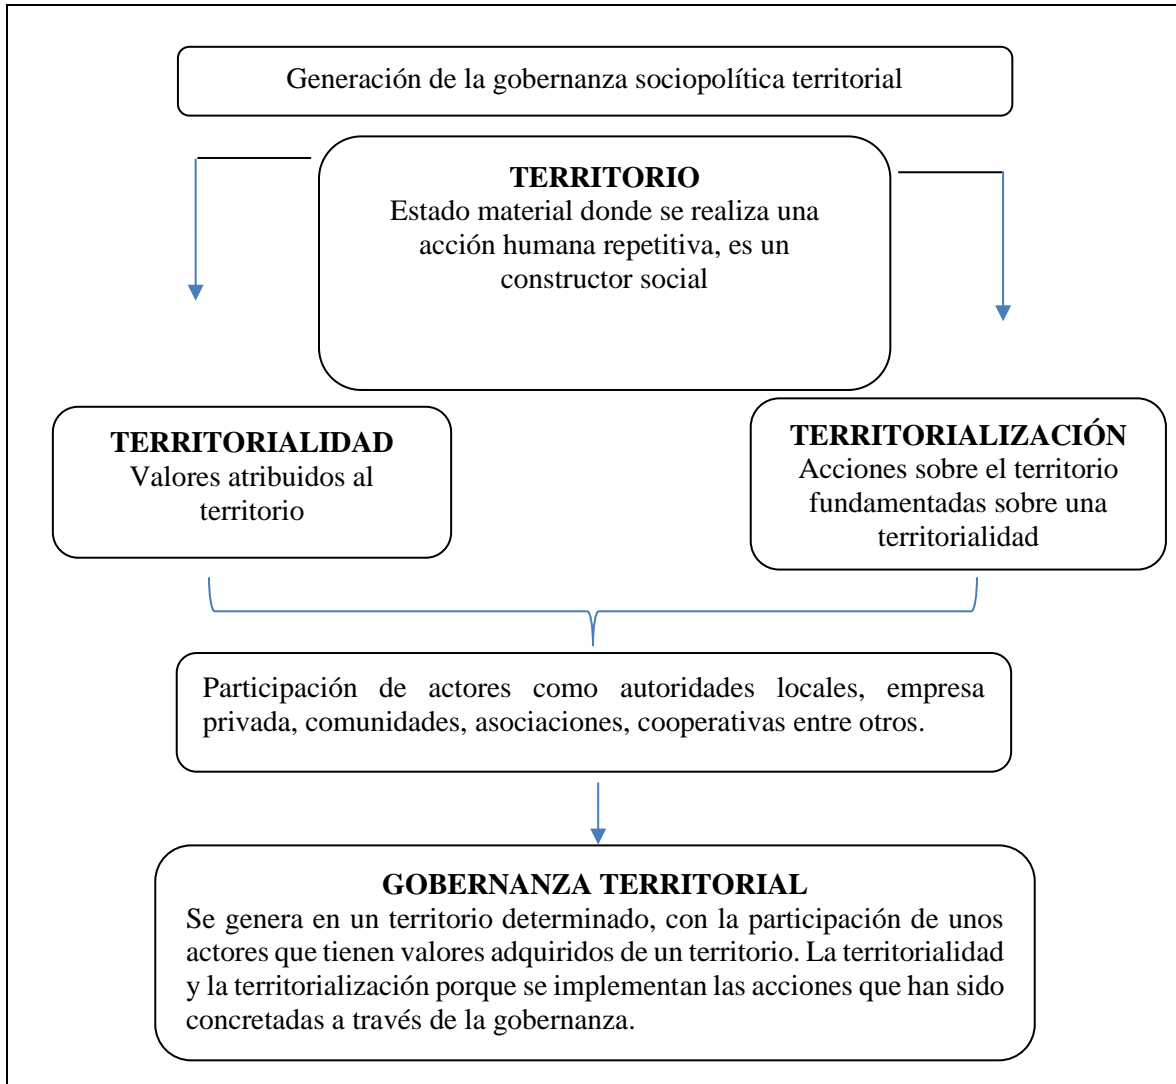 Generación de la gobernanza sociopolítica territorial
TERRITORIO
Estado material donde se realiza una
acción humana repetitiva, es un
constructor social
TERRITORIALIDAD
Valores atribuidos al
territorio
TERRITORIALIZACIÓN
Acciones sobre el territorio
fundamentadas sobre una
territorialidad
Participación de actores como autoridades locales, empresa
privada, comunidades, asociaciones, cooperativas entre otros.
GOBERNANZA TERRITORIAL
Se genera en un territorio determinado, con la participación de unos
actores que tienen valores adquiridos de un territorio. La territorialidad
y la territorialización porque se implementan las acciones que han sido
concretadas a través de la gobernanza.